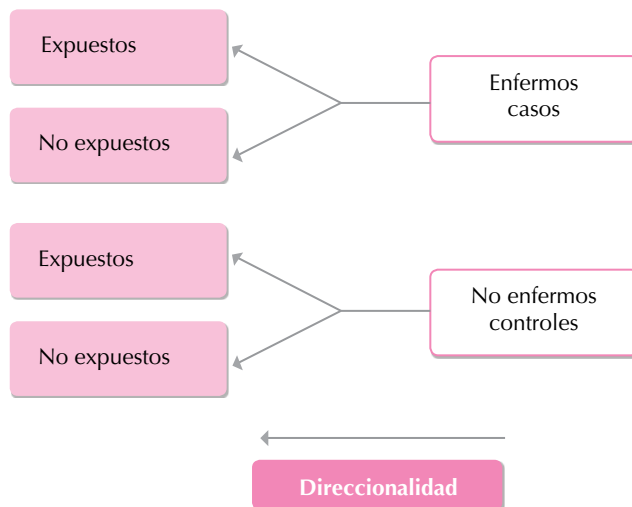 Expuestos
Enfermos
casos
No expuestos
Expuestos
No enfermos
controles
No expuestos
Direccionalidad